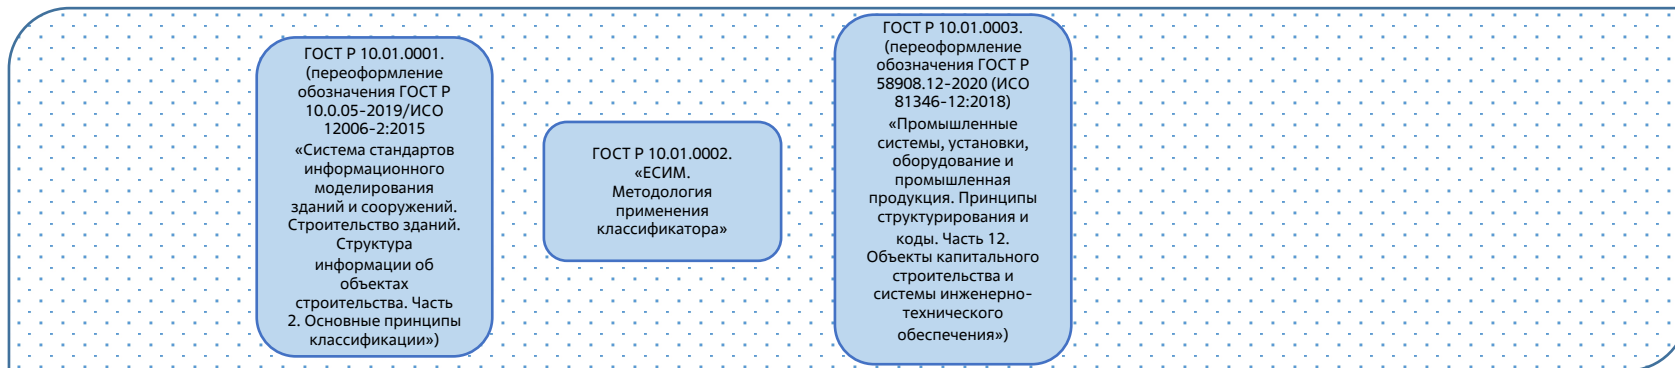 ГОСТ Р 10.01.0001.
(переоформление
обозначения ГОСТ Р
10.0.05-2019/ИСО
12006-2:2015
«Система стандартов
информационного
моделирования
зданий и сооружений.
Строительство зданий.
Структура
информации об
объектах
строительства. Часть
2. Основные принципы
классификации»)
ГОСТ Р 10.01.0002.
«ЕСИМ.
Методология
применения
классификатора»
ГОСТ Р 10.01.0003.
(переоформление
обозначения ГОСТ Р
58908.12-2020 (ИСО
81346-12:2018)
«Промышленные
системы, установки,
оборудование и
промышленная
продукция. Принципы
структурирования и
коды. Часть 12.
Объекты капитального
строительства и
системы инженерно-
технического
обеспечения»)